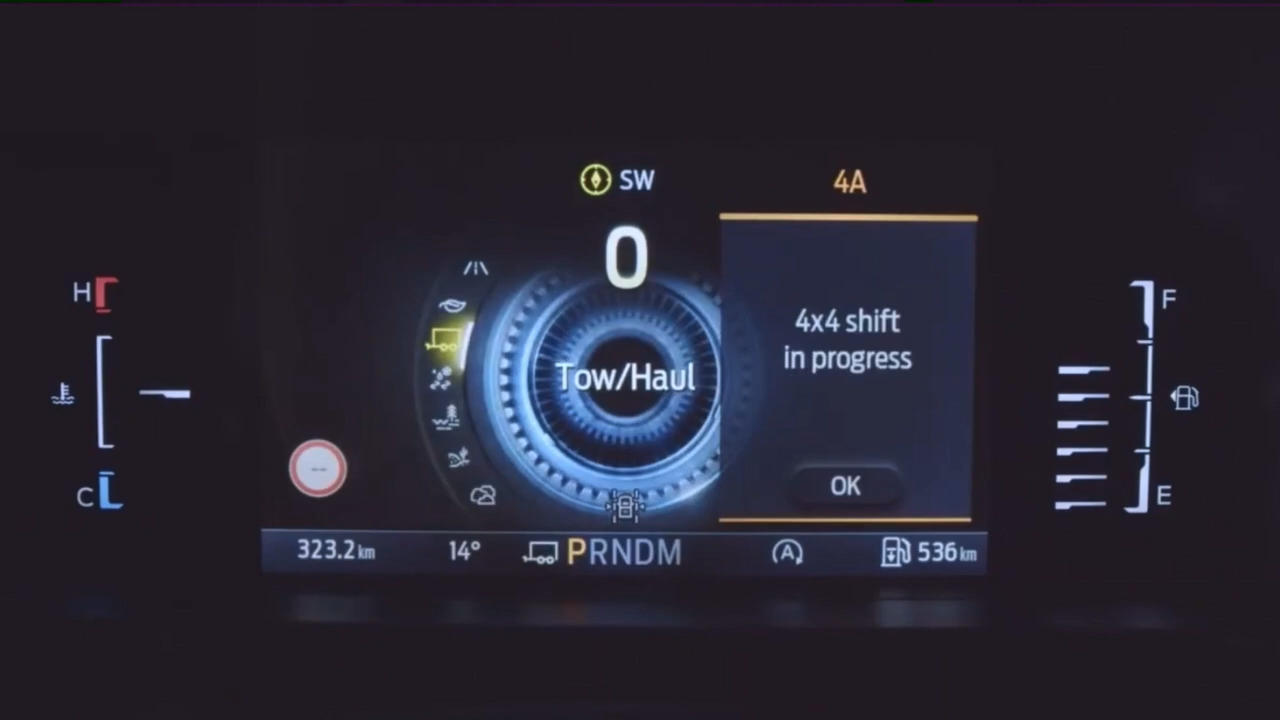 SW
4A
0
H
F
4x4 shift
in progress
Tow/Haul
--
OK
C
E
323.2 km
14°
PRNDM
A
536 km